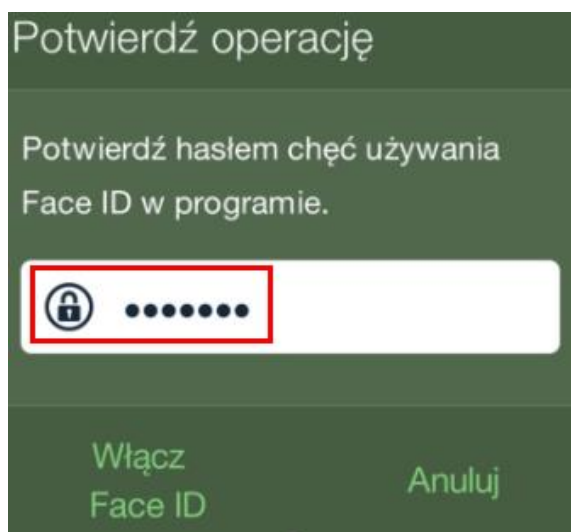 Potwierdź operację
Potwierdź hasłem chęć używania
Face ID w programie.
•••••••
Włącz
Face ID
Anuluj